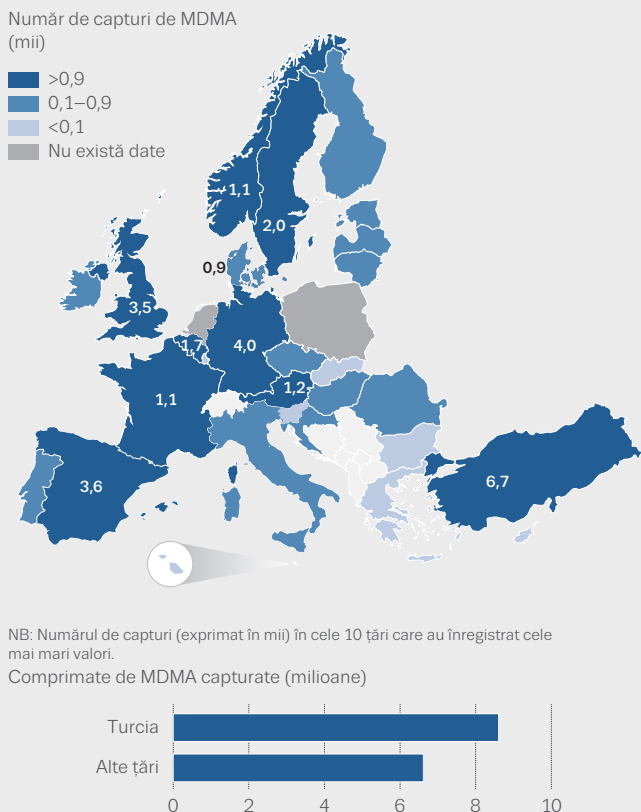 Număr de capturi de MDMA
(mii)
>0,9
0,1–0,9
<0,1
Nu există date
1,1
2,0
0,9
3,5
1,7
4,0
1,2
1,1
3,6
6,7
NB: Numărul de capturi (exprimat în mii) în cele 10 țări care au înregistrat cele
mai mari valori.
Comprimate de MDMA capturate (milioane)
Turcia
Alte țări
0 2 4 6 8 10